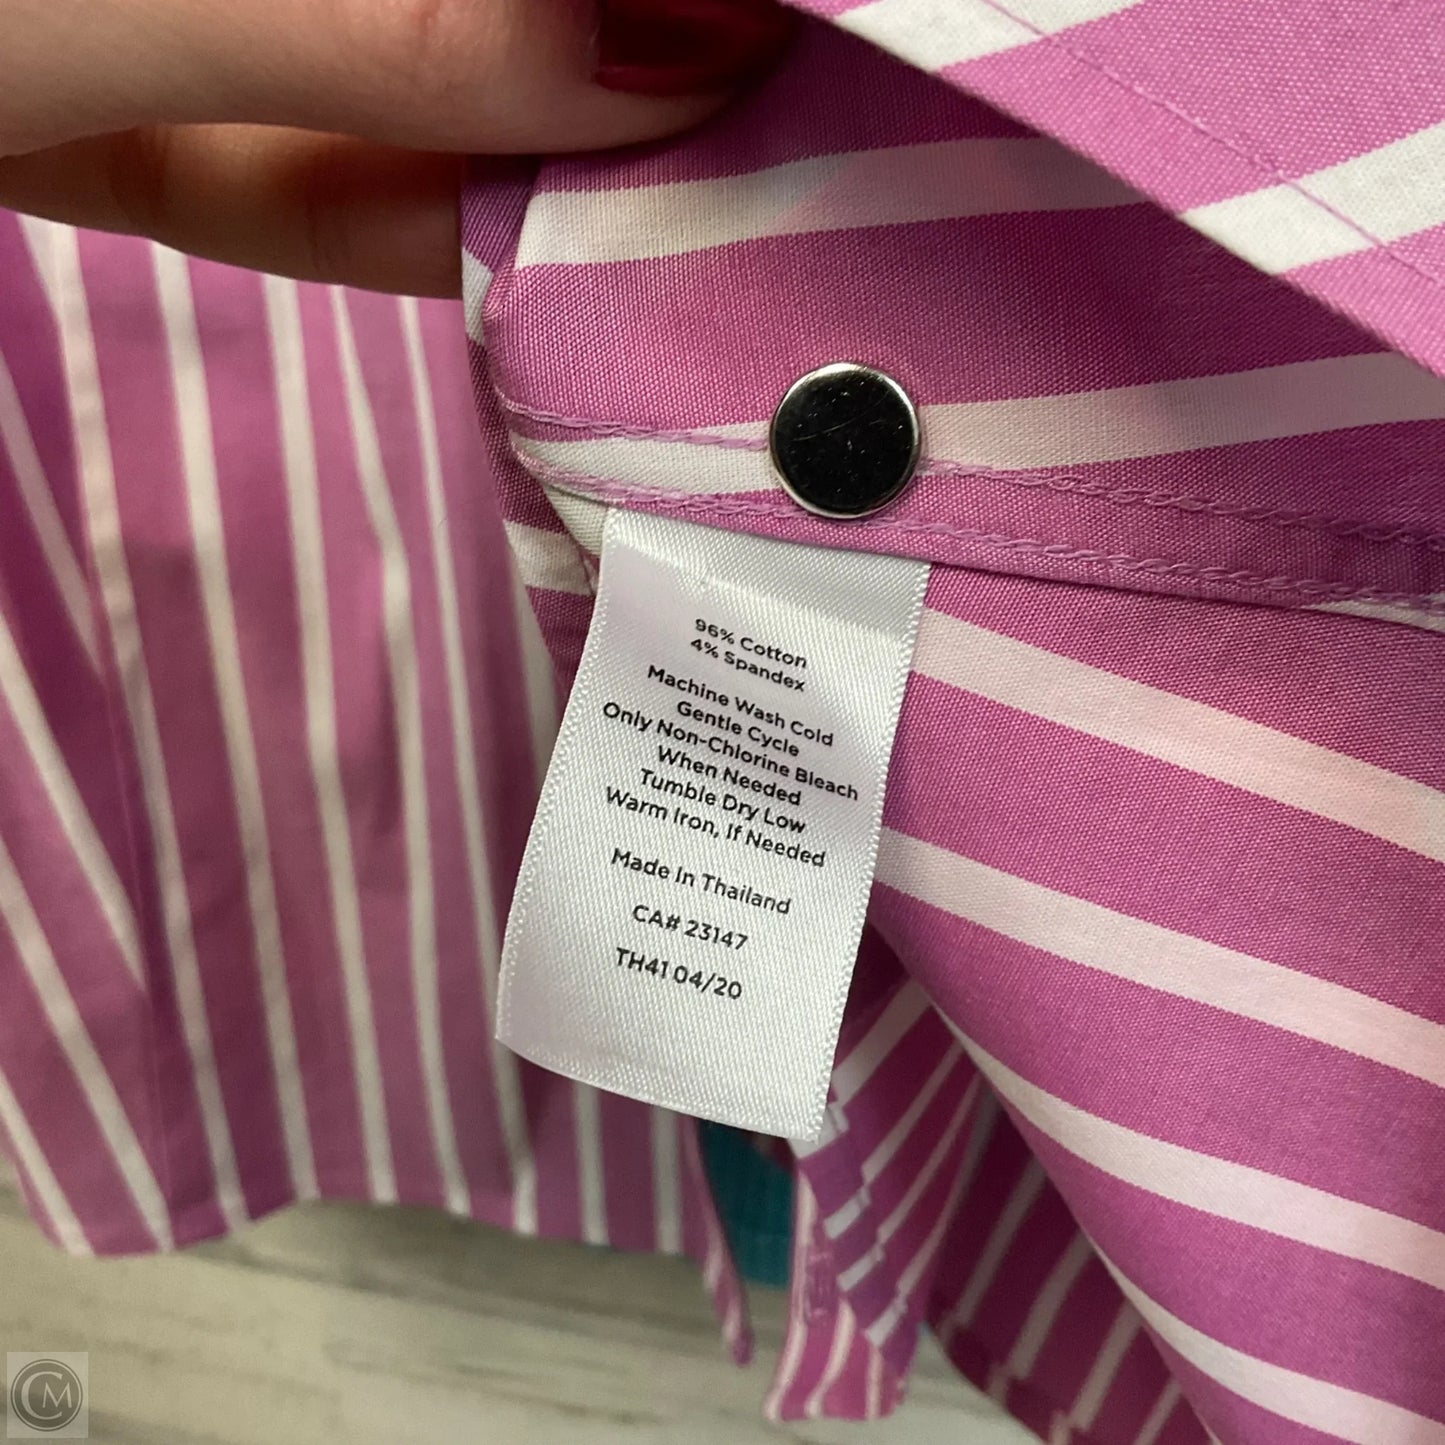 96% Cotton
4% Spandex
Machine Wash Cold
Gentle Cycle
Only Non-Chlorine Bleach
When Needed
Tumble Dry Low
Warm Iron, If Needed
Made In Thailand
CA# 23147
TH41 04/20
CM